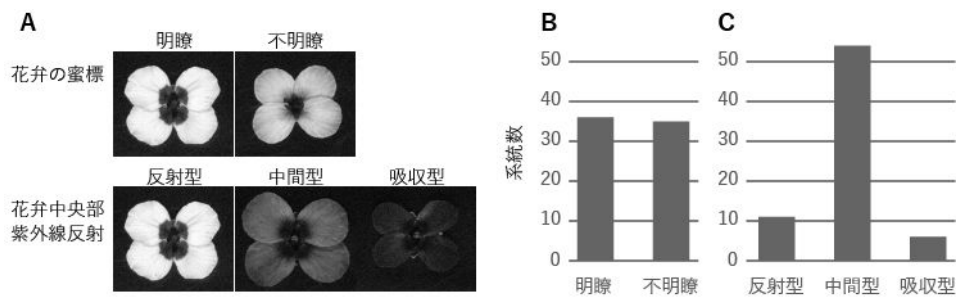 A
明瞭 不明瞭
花弁の蜜標
反射型 中間型 吸収型
花弁中央部
紫外線反射
B
系統数
50
40
30
20
10
0
明瞭 不明瞭
C
50
40
30
20
10
0
反射型 中間型 吸収型